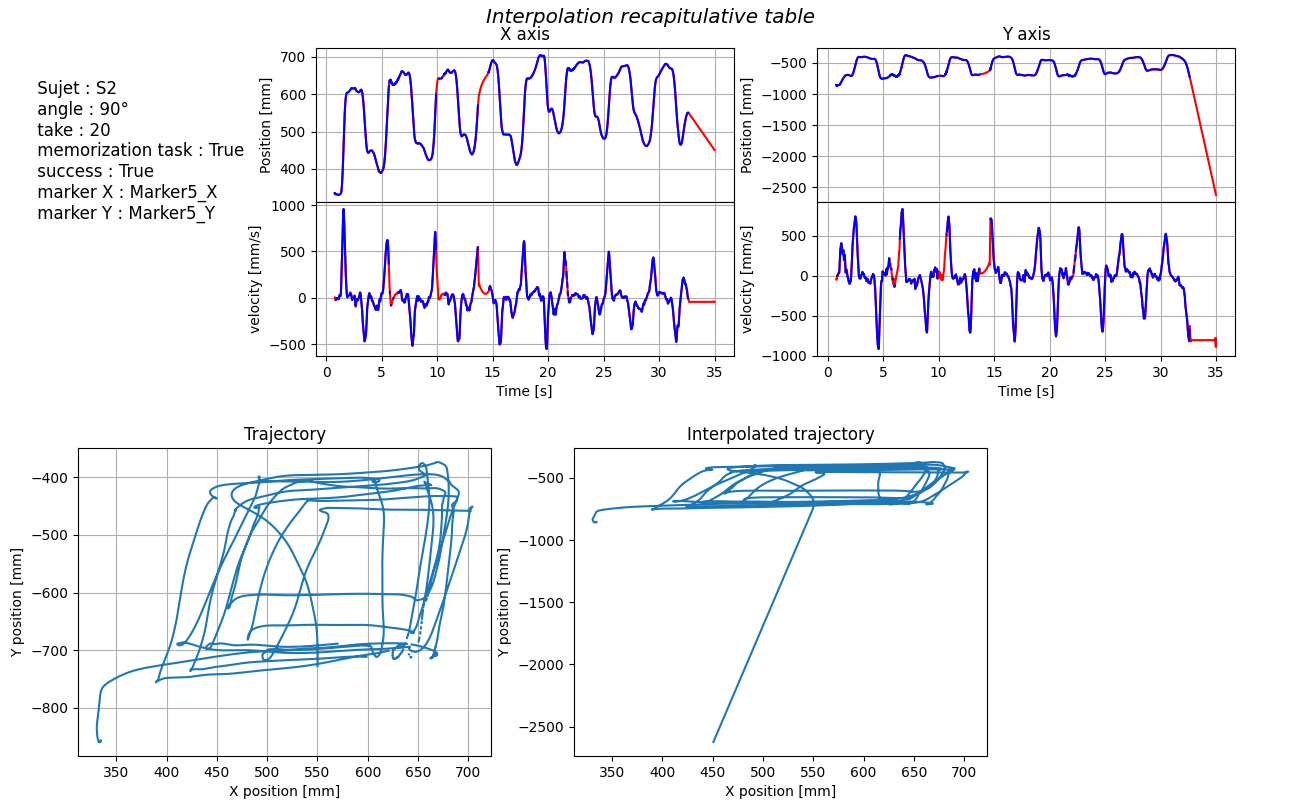 Interpolation recapitulative table
X axis
Y axis
Sujet : S2
angle : 90°
take : 20
memorization task : True
success : True
marker X : Marker5_X
marker Y : Marker5_Y
Position [mm]
700
600
500
400
Position [mm]
−500
−1000
−1500
−2000
−2500
velocity [mm/s]
1000
500
0
−500
velocity [mm/s]
500
0
−500
−1000
0 5 10 15 20 25 30 35
Time [s]
0 5 10 15 20 25 30 35
Time [s]
Trajectory
Interpolated trajectory
Y position [mm]
−400
−500
−600
−700
−800
Y position [mm]
−500
−1000
−1500
−2000
−2500
350 400 450 500 550 600 650 700
X position [mm]
350 400 450 500 550 600 650 700
X position [mm]